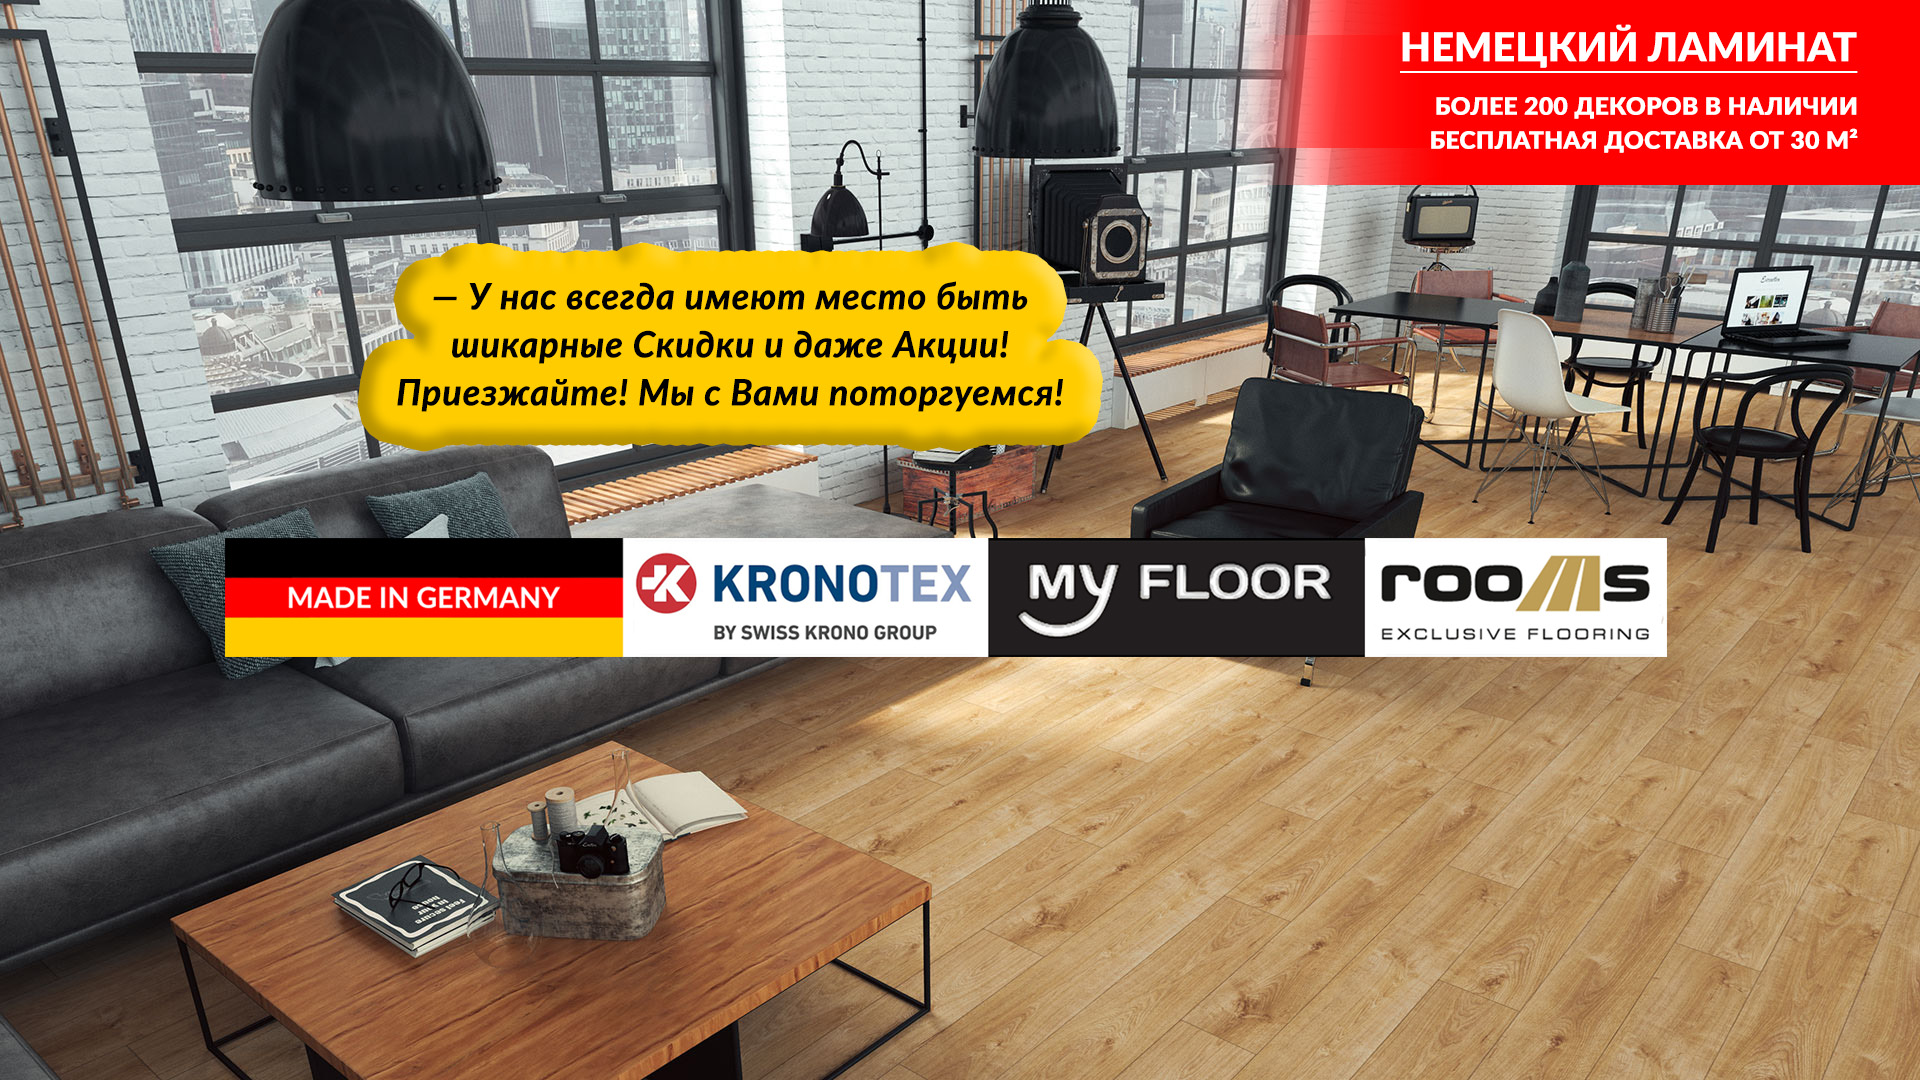 НЕМЕЦКИЙ ЛАМИНАТ
БОЛЕЕ 200 ДЕКОРОВ В НАЛИЧИИ
БЕСПЛАТНАЯ ДОСТАВКА ОТ 30 М²
– У нас всегда имеют место быть
шикарные Скидки и даже Акции!
Приезжайте! Мы с Вами поторгуемся!
MADE IN GERMANY
KRONOTEX
BY SWISS KRONO GROUP
MY FLOOR
rooms
EXCLUSIVE FLOORING